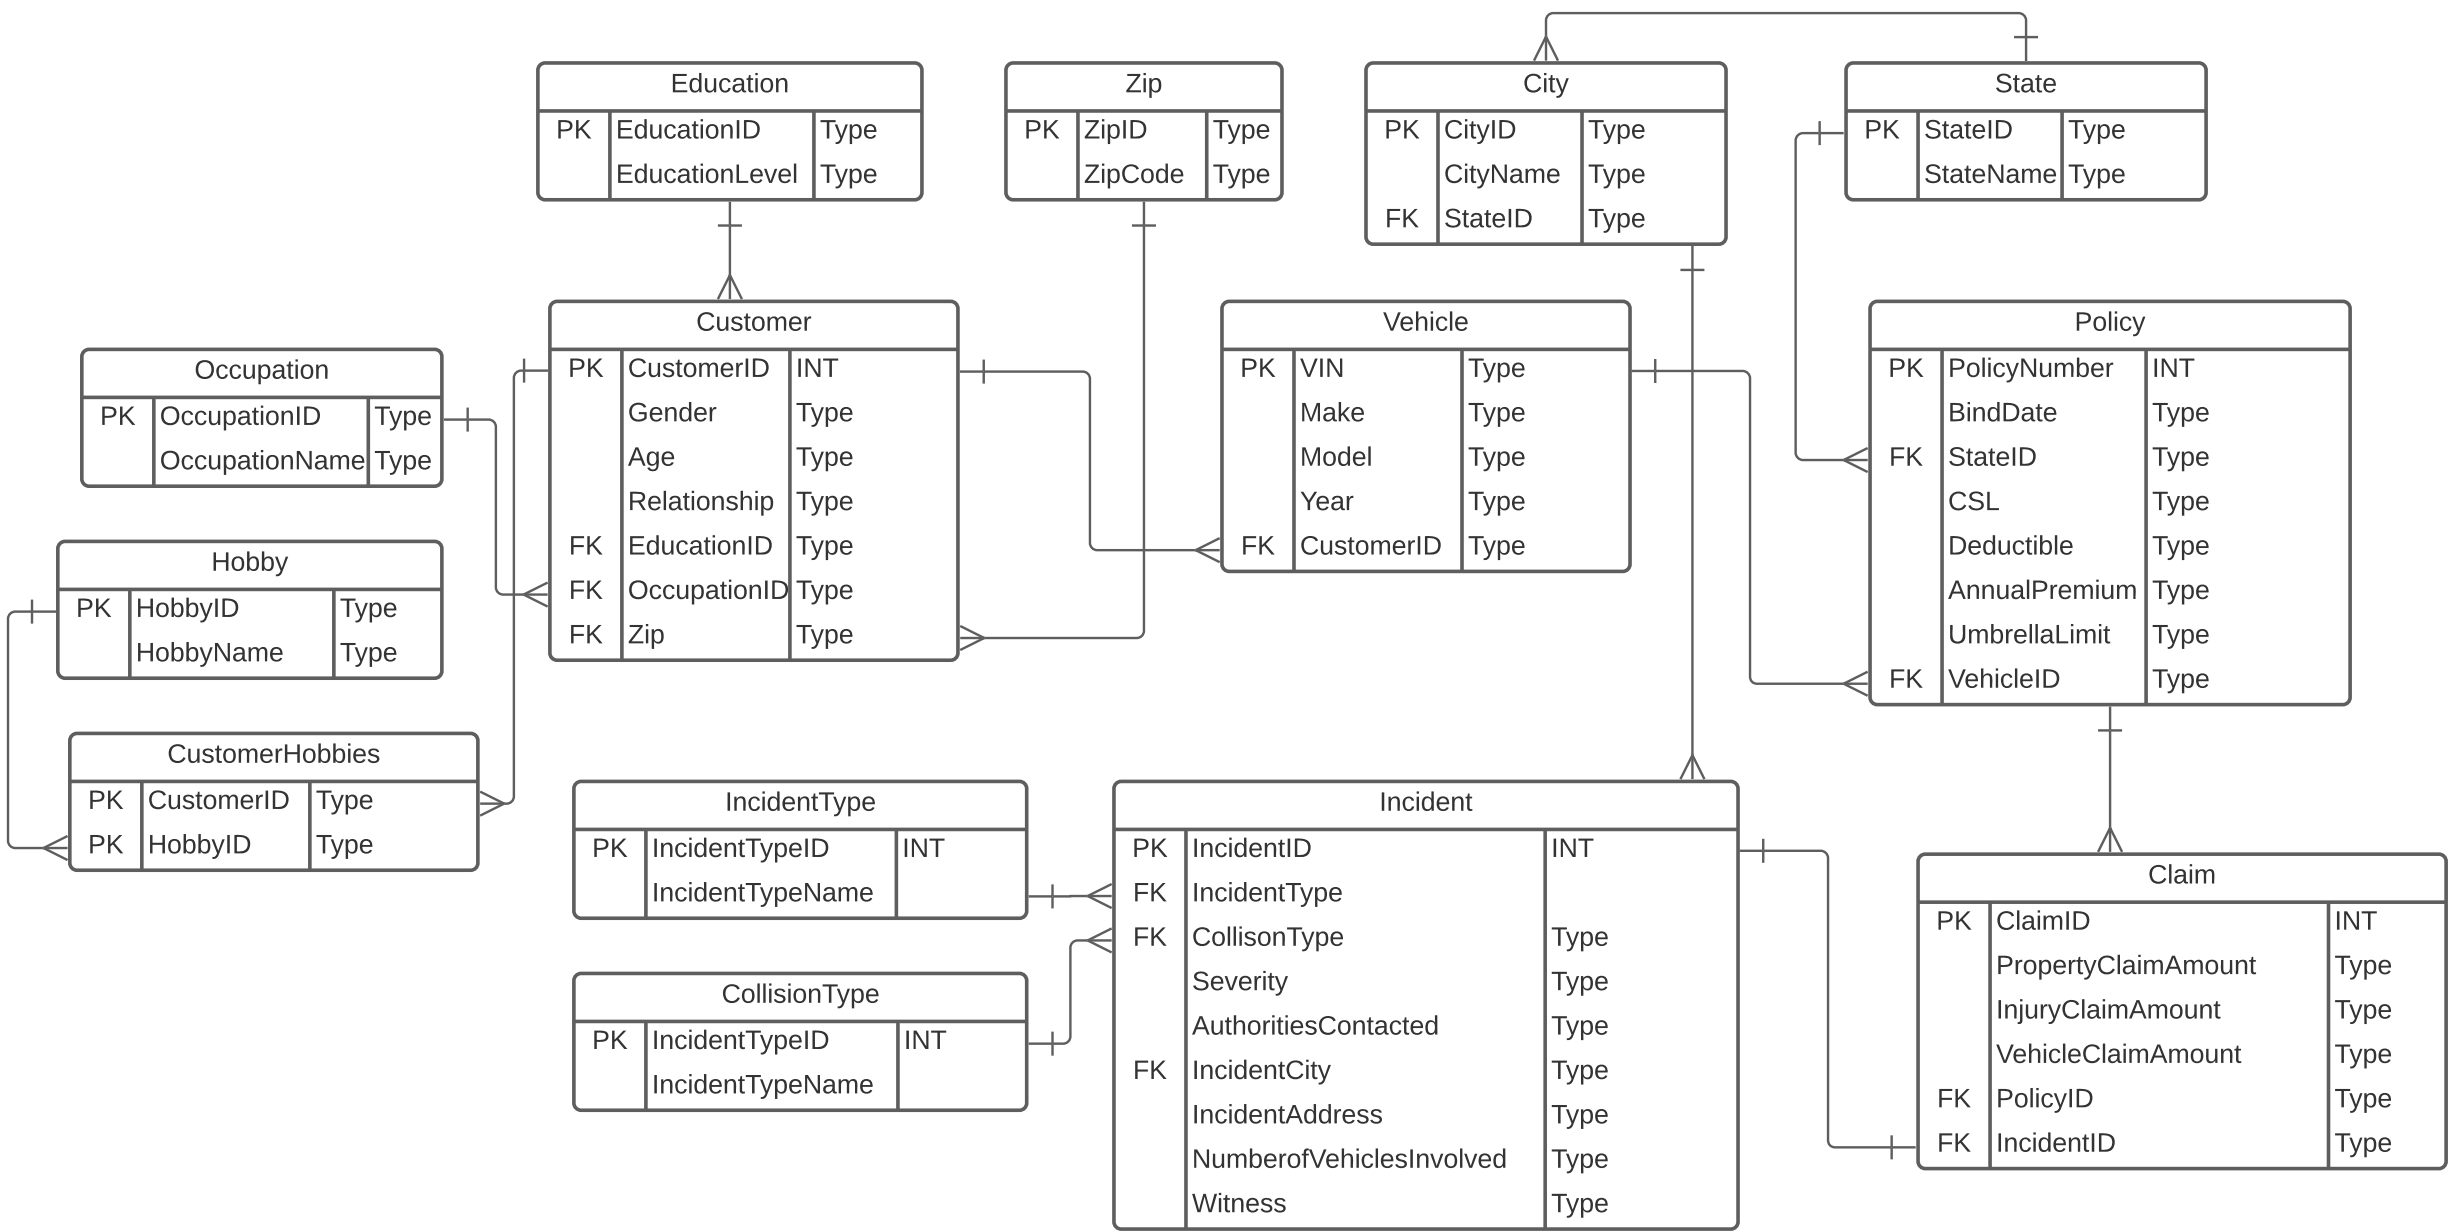 Education
PK EducationID Type
EducationLevel Type
Zip
PK ZipID Type
ZipCode Type
City
PK CityID Type
CityName Type
FK StateID Type
State
PK StateID Type
StateName Type
Customer
PK CustomerID INT
Gender Type
Age Type
Relationship Type
FK EducationID Type
FK OccupationID Type
FK Zip Type
Vehicle
PK VIN Type
Make Type
Model Type
Year Type
FK CustomerID Type
Policy
PK PolicyNumber INT
BindDate Type
FK StateID Type
CSL Type
Deductible Type
AnnualPremium Type
UmbrellaLimit Type
FK VehicleID Type
Occupation
PK OccupationID Type
OccupationName Type
Hobby
PK HobbyID Type
HobbyName Type
CustomerHobbies
PK CustomerID Type
PK HobbyID Type
IncidentType
PK IncidentTypeID INT
IncidentTypeName
CollisionType
PK IncidentTypeID INT
IncidentTypeName
Incident
PK IncidentID INT
FK IncidentType
FK CollisonType Type
Severity Type
AuthoritiesContacted Type
FK IncidentCity Type
IncidentAddress Type
NumberofVehiclesInvolved Type
Witness Type
Claim
PK ClaimID INT
PropertyClaimAmount Type
InjuryClaimAmount Type
VehicleClaimAmount Type
FK PolicyID Type
FK IncidentID Type